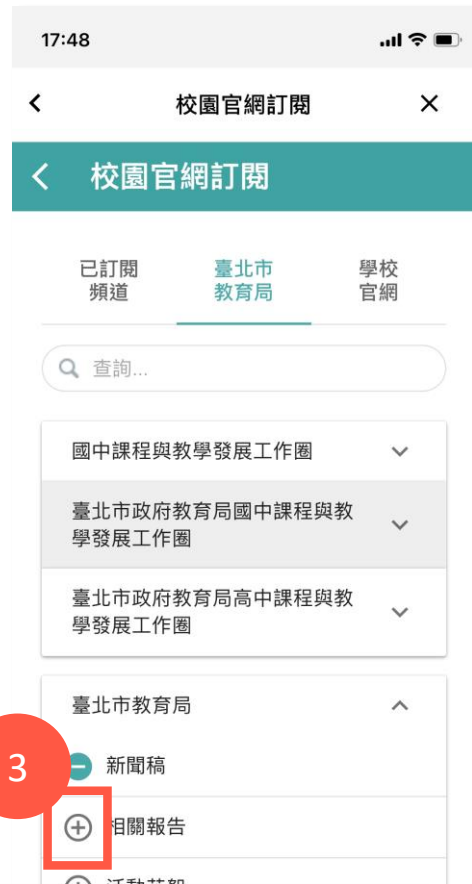 17:48
校園官網訂閱
校園官網訂閱
已訂閱
頻道
臺北市
教育局
學校
官網
查詢...
國中課程與教學發展工作圈
臺北市政府教育局國中課程與教
學發展工作圈
臺北市政府教育局高中課程與教
學發展工作圈
臺北市教育局
3
新聞稿
相關報告